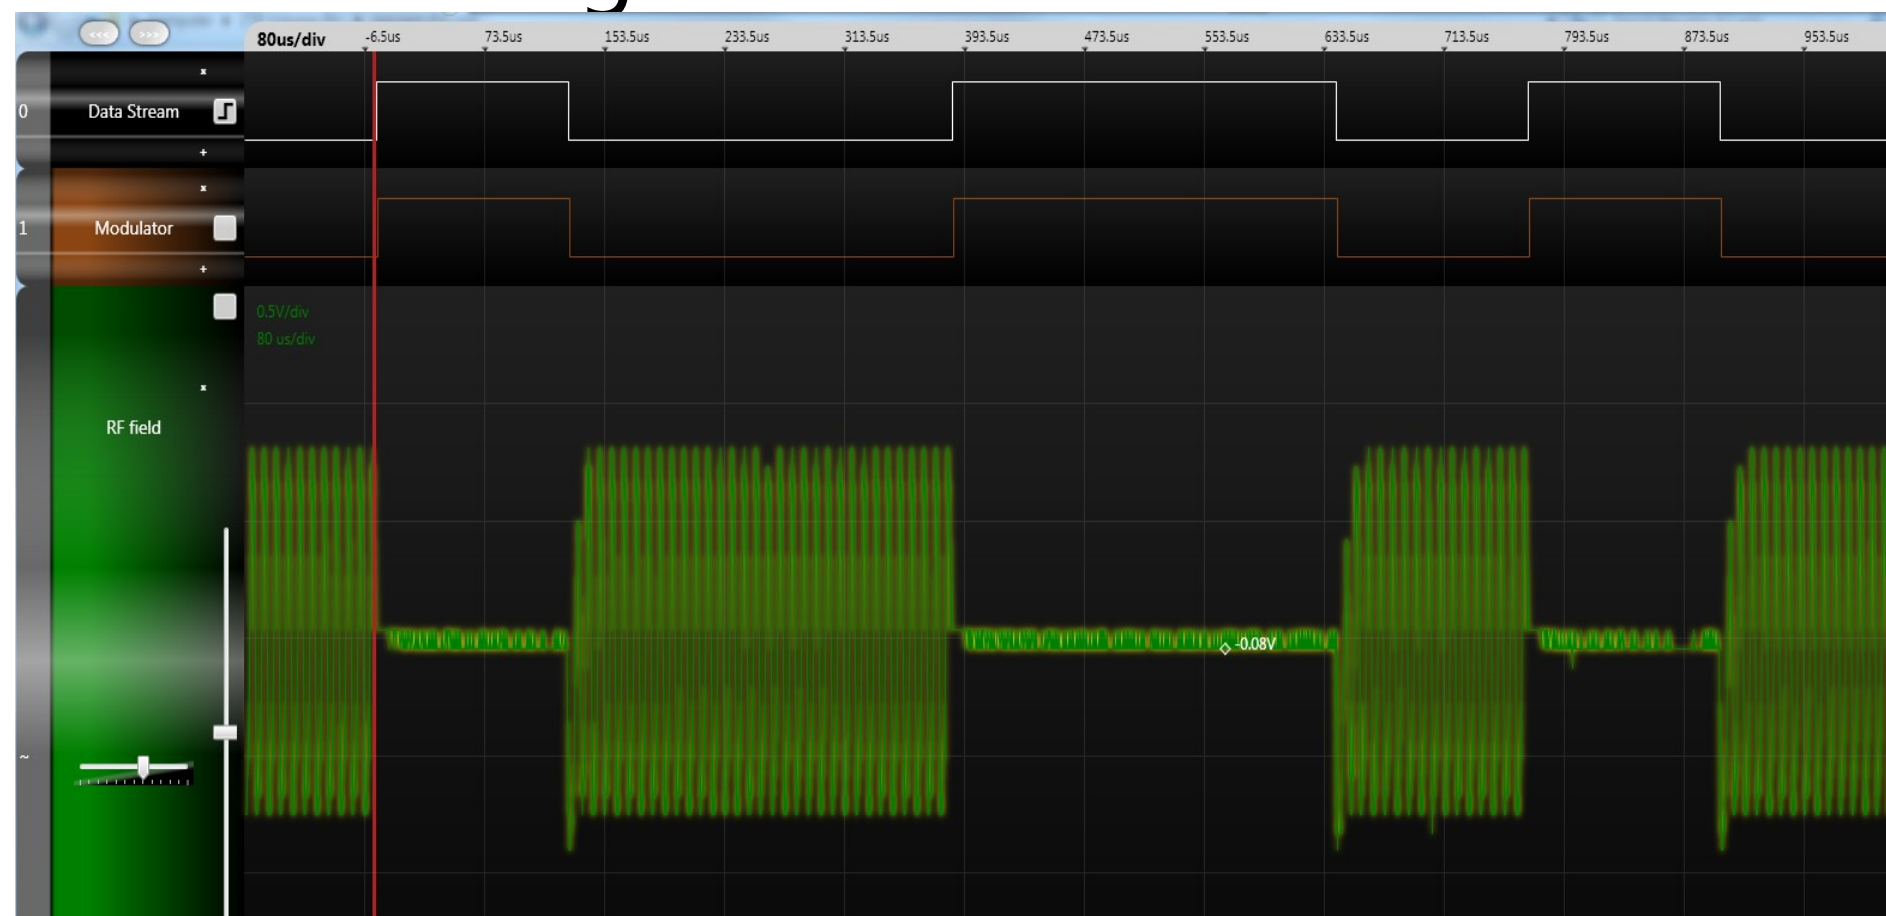 <<< >>> 80us/div -6.5us 73.5us 153.5us 233.5us 313.5us 393.5us 473.5us 553.5us 633.5us 713.5us 793.5us 873.5us 953.5us
x
0 Data Stream
+
x
1 Modulator
+
0.5V/div
80 us/div
x
RF field
-0.08V
~